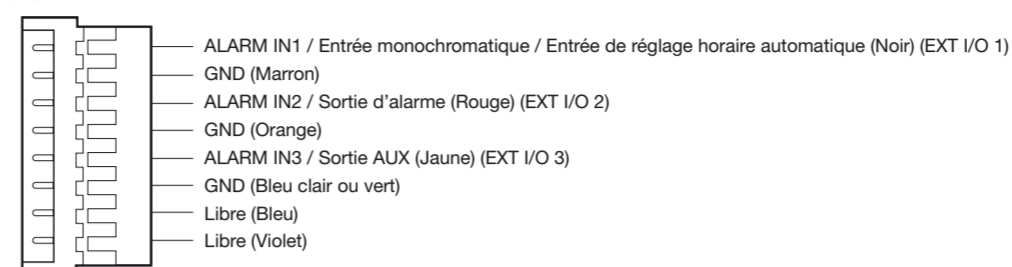 ALARM IN1 / Entrée monochromatique / Entrée de réglage horaire automatique (Noir) (EXT I/O 1)
GND (Marron)
ALARM IN2 / Sortie d’alarme (Rouge) (EXT I/O 2)
GND (Orange)
ALARM IN3 / Sortie AUX (Jaune) (EXT I/O 3)
GND (Bleu clair ou vert)
Libre (Bleu)
Libre (Violet)